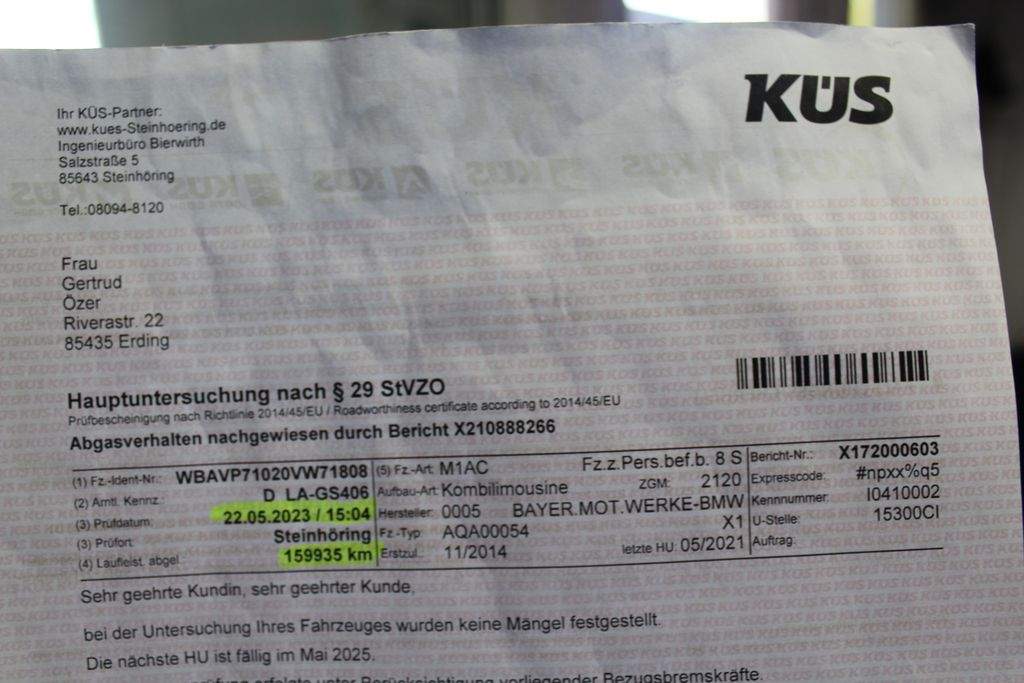 KÜS
Ihr KÜS-Partner:
www.kues-Steinhoering.de
Ingenieurbüro Bierwirth
Salzstraße 5
85643 Steinhöring
Tel.:08094-8120
Frau
Gertrud
Özer
Riverastr. 22
85435 Erding
Hauptuntersuchung nach § 29 StVZO
Prüfbescheinigung nach Richtlinie 2014/45/EU / Roadworthiness certificate according to 2014/45/EU
Abgasverhalten nachgewiesen durch Bericht X210888266
(1) Fz.-Ident-Nr.: WBAVP71020VW71808 (5) Fz.-Art: M1AC Fz.z.Pers.bef.b. 8 S Bericht-Nr.: X172000603
(2) Amtl. Kennz.: D LA-GS406 Aufbau-Art: Kombilimousine ZGM: 2120 Expresscode: #npxx%q5
(3) Prüfdatum: 22.05.2023 / 15:04 Hersteller: 0005 BAYER.MOT.WERKE-BMW Kennnummer: I0410002
(3) Prüfort: Steinhöring Fz.-Typ: AQA00054 X1 U-Stelle: 15300CI
(4) Laufleist. abgel. 159935 km Erstzul.: 11/2014 letzte HU: 05/2021 Auftrag:
Sehr geehrte Kundin, sehr geehrter Kunde,
bei der Untersuchung Ihres Fahrzeuges wurden keine Mängel festgestellt.
Die nächste HU ist fällig im Mai 2025.
erfolgte unter Berücksichtigung vorliegender Bezugsbremskräfte.